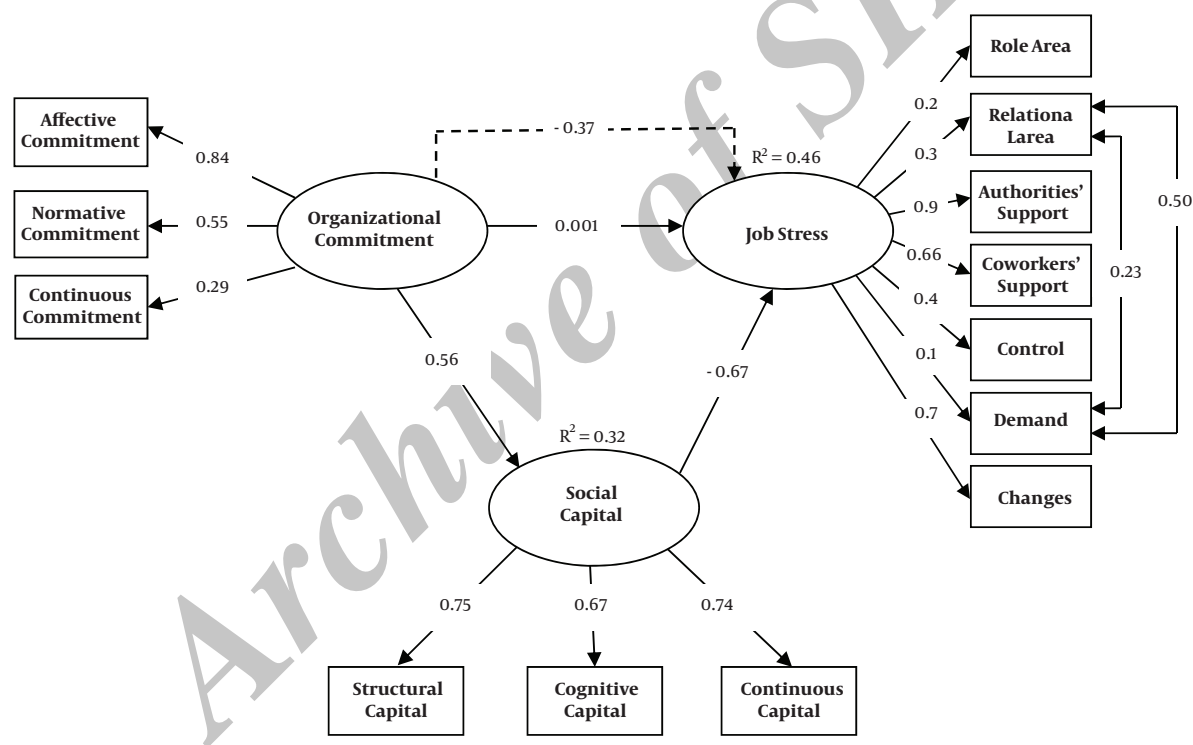 Role Area
Affective
Commitment
Relationa
Larea
- 0.37
0.2
R² = 0.46
0.84
0.3
Normative
Commitment
0.55
Organizational
Commitment
0.001
Job Stress
0.9
Authorities’
Support
0.50
0.66
Coworkers’
Support
0.23
Continuous
Commitment
0.29
0.4
Control
0.56
0.1
- 0.67
0.7
Demand
R² = 0.32
Social
Capital
Changes
0.75
0.67
0.74
Structural
Capital
Cognitive
Capital
Continuous
Capital
Archive of SI